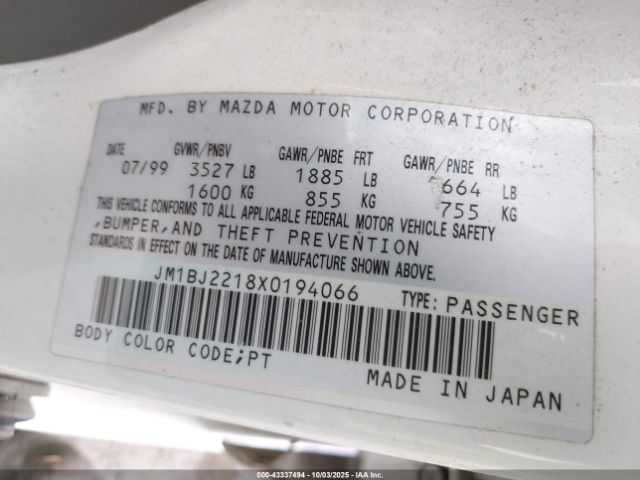 MFD. BY MAZDA MOTOR CORPORATION
DATE GVWR/PNBV GAWR/PNBE FRT GAWR/PNBE RR
07/99 3527 LB 1885 LB 664 LB
1600 KG 855 KG 755 KG
THIS VEHICLE CONFORMS TO ALL APPLICABLE FEDERAL MOTOR VEHICLE SAFETY
,BUMPER,AND THEFT PREVENTION
STANDARDS IN EFFECT ON THE DATE OF MANUFACTURE SHOWN ABOVE.
JM1BJ2218X0194066 TYPE: PASSENGER
BODY COLOR CODE;PT
MADE IN JAPAN
000-43337494 - 10/03/2025 - IAA Inc.